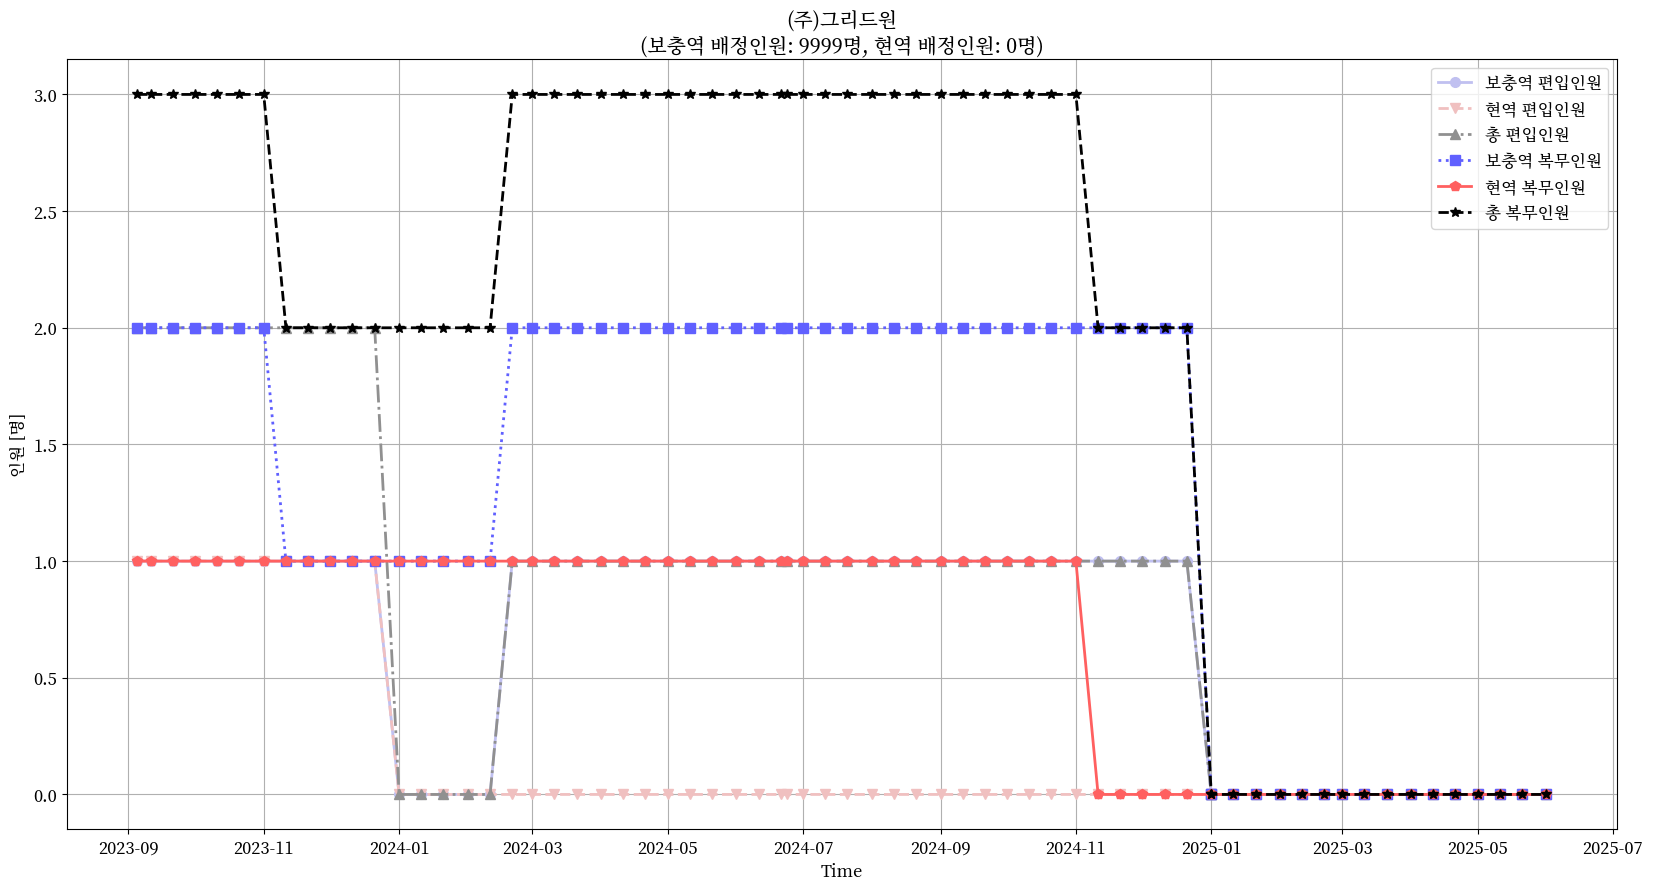 (주)그리드원
(보충역 배정인원: 9999명, 현역 배정인원: 0명)
보충역 편입인원
현역 편입인원
총 편입인원
보충역 복무인원
현역 복무인원
총 복무인원
인원 [명]
3.0
2.5
2.0
1.5
1.0
0.5
0.0
2023-09 2023-11 2024-01 2024-03 2024-05 2024-07 2024-09 2024-11 2025-01 2025-03 2025-05 2025-07
Time